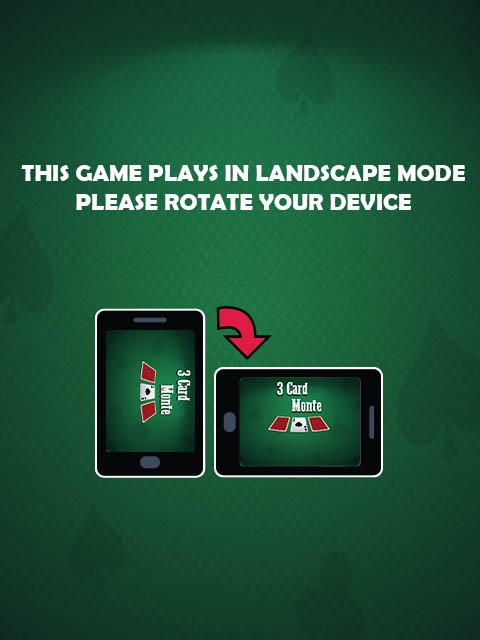 THIS GAME PLAYS IN LANDSCAPE MODE
PLEASE ROTATE YOUR DEVICE
3 Card
Monte
3 Card
Monte